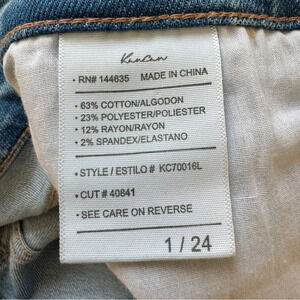 KanCan
• RN# 144635 MADE IN CHINA
• 63% COTTON/ALGODON
• 23% POLYESTER/POLIESTER
• 12% RAYON/RAYON
• 2% SPANDEX/ELASTANO
• STYLE / ESTILO # KC70016L
• CUT # 40841
• SEE CARE ON REVERSE
1 / 24